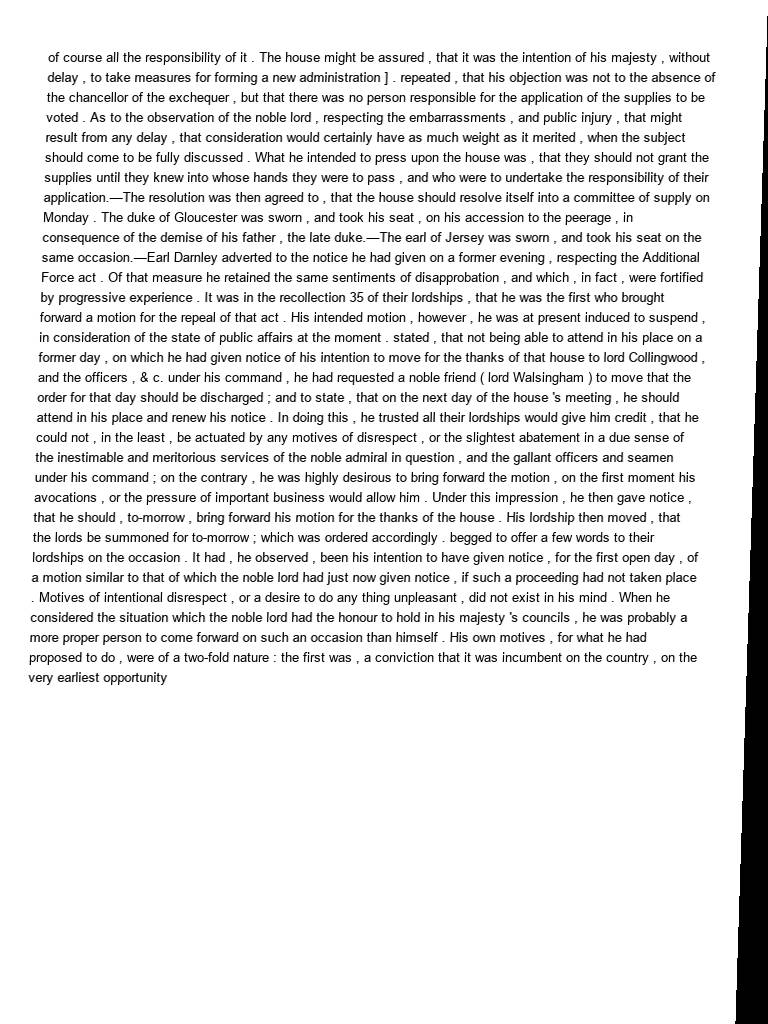 of course all the responsibility of it . The house might be assured , that it was the intention of his majesty , without
delay , to take measures for forming a new administration ] . repeated , that his objection was not to the absence of
the chancellor of the exchequer , but that there was no person responsible for the application of the supplies to be
voted . As to the observation of the noble lord , respecting the embarrassments , and public injury , that might
result from any delay , that consideration would certainly have as much weight as it merited , when the subject
should come to be fully discussed . What he intended to press upon the house was , that they should not grant the
supplies until they knew into whose hands they were to pass , and who were to undertake the responsibility of their
application.—The resolution was then agreed to , that the house should resolve itself into a committee of supply on
Monday . The duke of Gloucester was sworn , and took his seat , on his accession to the peerage , in
consequence of the demise of his father , the late duke.—The earl of Jersey was sworn , and took his seat on the
same occasion.—Earl Darnley adverted to the notice he had given on a former evening , respecting the Additional
Force act . Of that measure he retained the same sentiments of disapprobation , and which , in fact , were fortified
by progressive experience . It was in the recollection 35 of their lordships , that he was the first who brought
forward a motion for the repeal of that act . His intended motion , however , he was at present induced to suspend ,
in consideration of the state of public affairs at the moment . stated , that not being able to attend in his place on a
former day , on which he had given notice of his intention to move for the thanks of that house to lord Collingwood ,
and the officers , & c. under his command , he had requested a noble friend ( lord Walsingham ) to move that the
order for that day should be discharged ; and to state , that on the next day of the house 's meeting , he should
attend in his place and renew his notice . In doing this , he trusted all their lordships would give him credit , that he
could not , in the least , be actuated by any motives of disrespect , or the slightest abatement in a due sense of
the inestimable and meritorious services of the noble admiral in question , and the gallant officers and seamen
under his command ; on the contrary , he was highly desirous to bring forward the motion , on the first moment his
avocations , or the pressure of important business would allow him . Under this impression , he then gave notice ,
that he should , to-morrow , bring forward his motion for the thanks of the house . His lordship then moved , that
the lords be summoned for to-morrow ; which was ordered accordingly . begged to offer a few words to their
lordships on the occasion . It had , he observed , been his intention to have given notice , for the first open day , of
a motion similar to that of which the noble lord had just now given notice , if such a proceeding had not taken place
. Motives of intentional disrespect , or a desire to do any thing unpleasant , did not exist in his mind . When he
considered the situation which the noble lord had the honour to hold in his majesty 's councils , he was probably a
more proper person to come forward on such an occasion than himself . His own motives , for what he had
proposed to do , were of a two-fold nature : the first was , a conviction that it was incumbent on the country , on the
very earliest opportunity